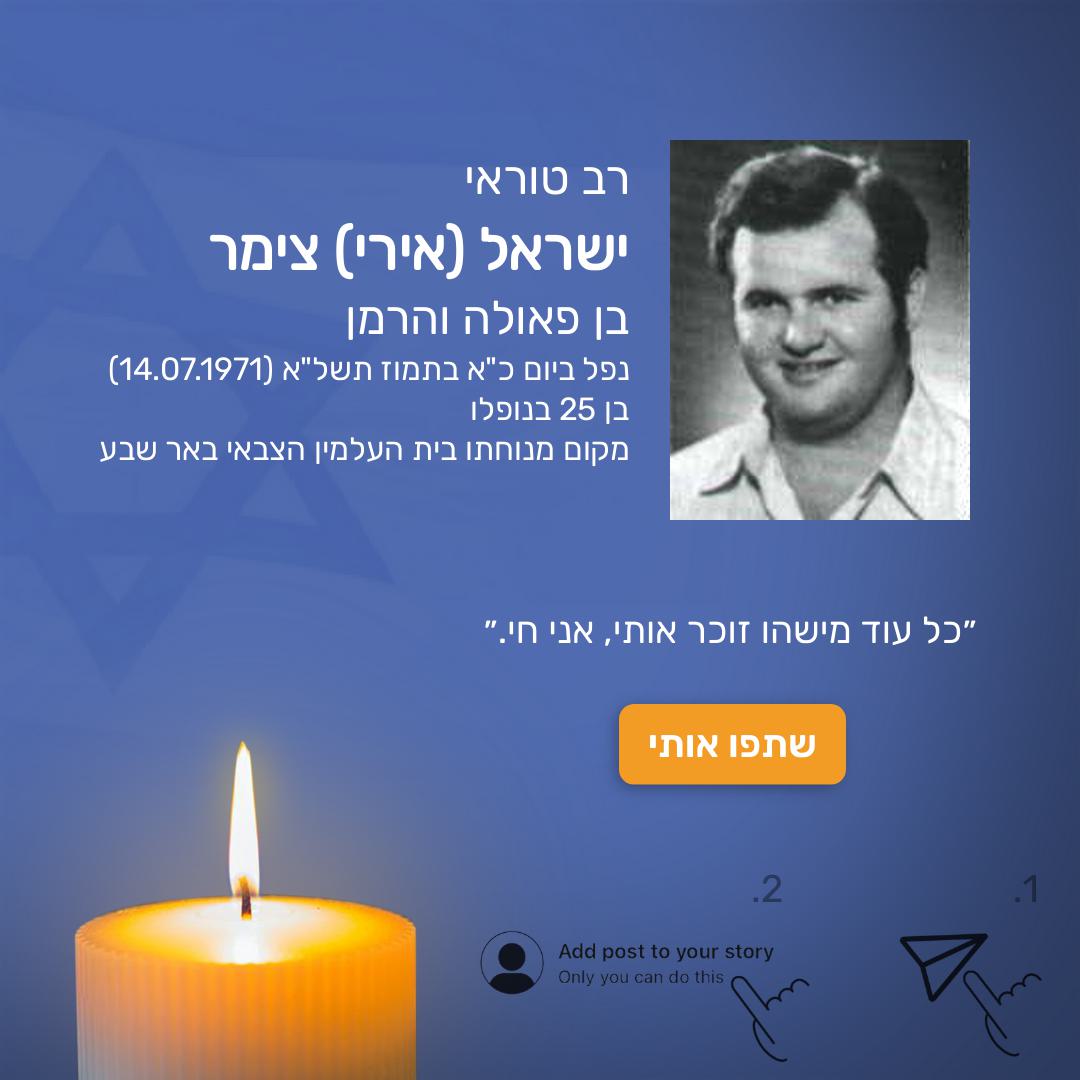 רב טוראי
ישראל (אירי) צימר
בן פאולה והרמן
נפל ביום כ"א בתמוז תשל"א (14.07.1971)
בן 25 בנופלו
מקום מנוחתו בית העלמין הצבאי באר שבע
״כל עוד מישהו זוכר אותי, אני חי.״
שתפו אותי
.1
.2
Add post to your story
Only you can do this